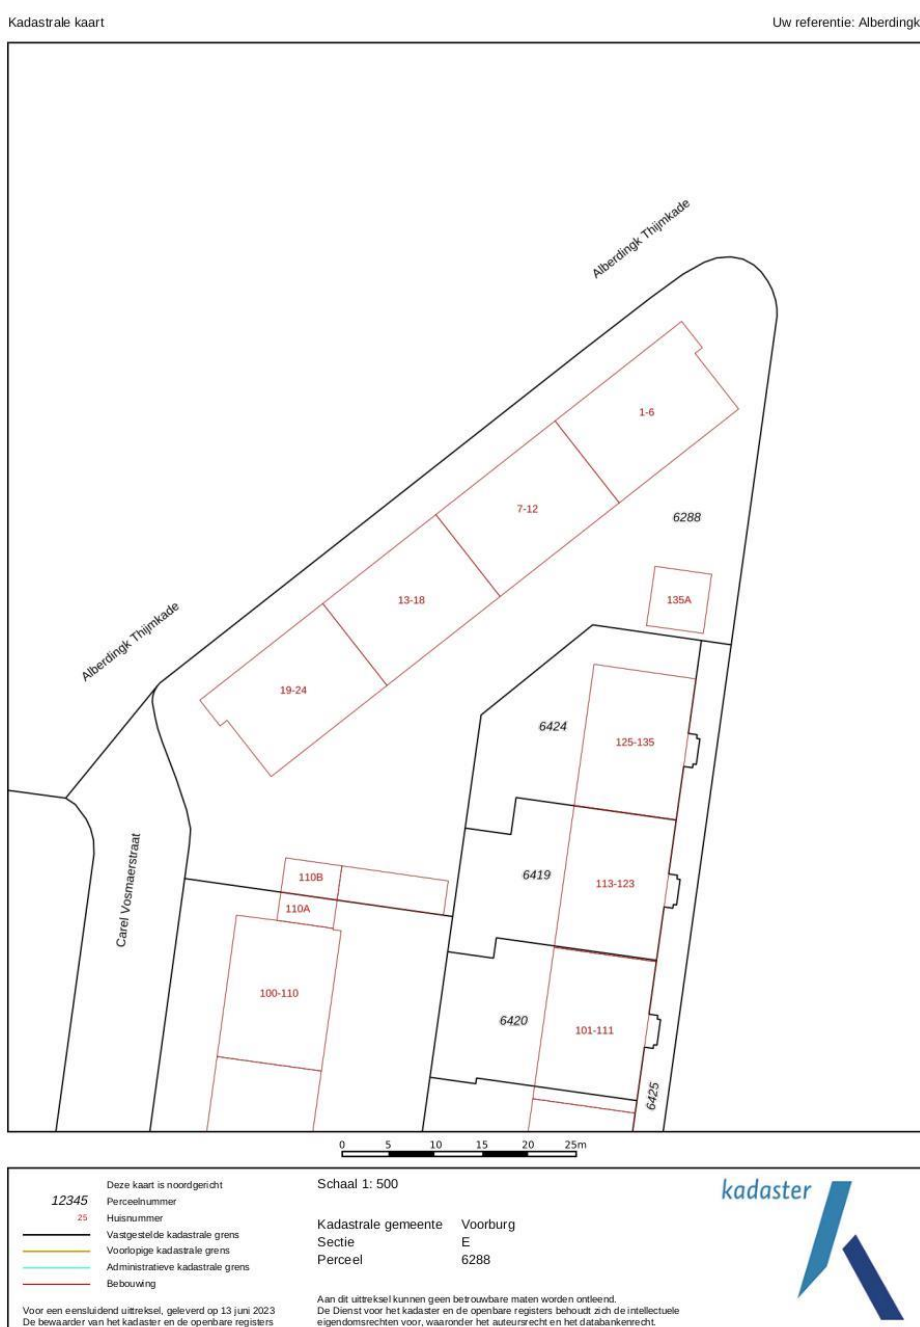 Kadastrale kaart
Uw referentie: Alberdingk
Alberdingk Thijmkade
1-6
7-12
6288
13-18
135A
Alberdingk Thijmkade
19-24
6424
125-135
Carel Vosmaerstraat
110B
6419
113-123
110A
100-110
6420
101-111
6425
0 5 10 15 20 25m
Deze kaart is noordgericht
12345 Perceelnummer
25 Huisnummer
Vastgestelde kadastrale grens
Voorlopige kadastrale grens
Administratieve kadastrale grens
Bebouwing
Voor een eensluidend uittreksel, geleverd op 13 juni 2023
De bewaarder van het kadaster en de openbare registers
Schaal 1: 500
Kadastrale gemeente Voorburg
Sectie E
Perceel 6288
Aan dit uittreksel kunnen geen betrouwbare maten worden ontleend.
De Dienst voor het kadaster en de openbare registers behoudt zich de intellectuele
eigendomsrechten voor, waaronder het auteursrecht en het databankenrecht.
kadaster